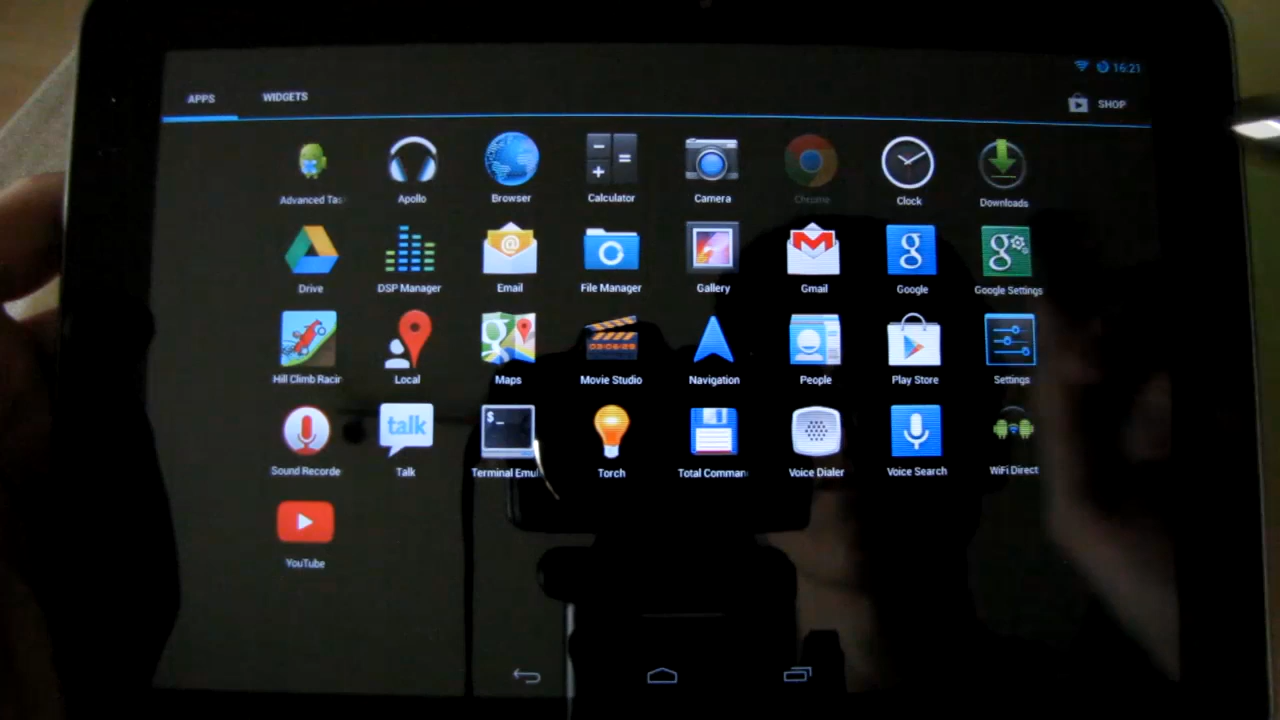 16:21
APPS WIDGETS SHOP
Advanced Tas Apollo Browser Calculator Camera Chrome Clock Downloads
Drive DSP Manager Email File Manager Gallery Gmail Google Google Settings
Hill Climb Racin Local Maps Movie Studio Navigation People Play Store Settings
talk
Sound Recorde Talk Terminal Emul Torch Total Comman Voice Dialer Voice Search WiFi Direct
YouTube